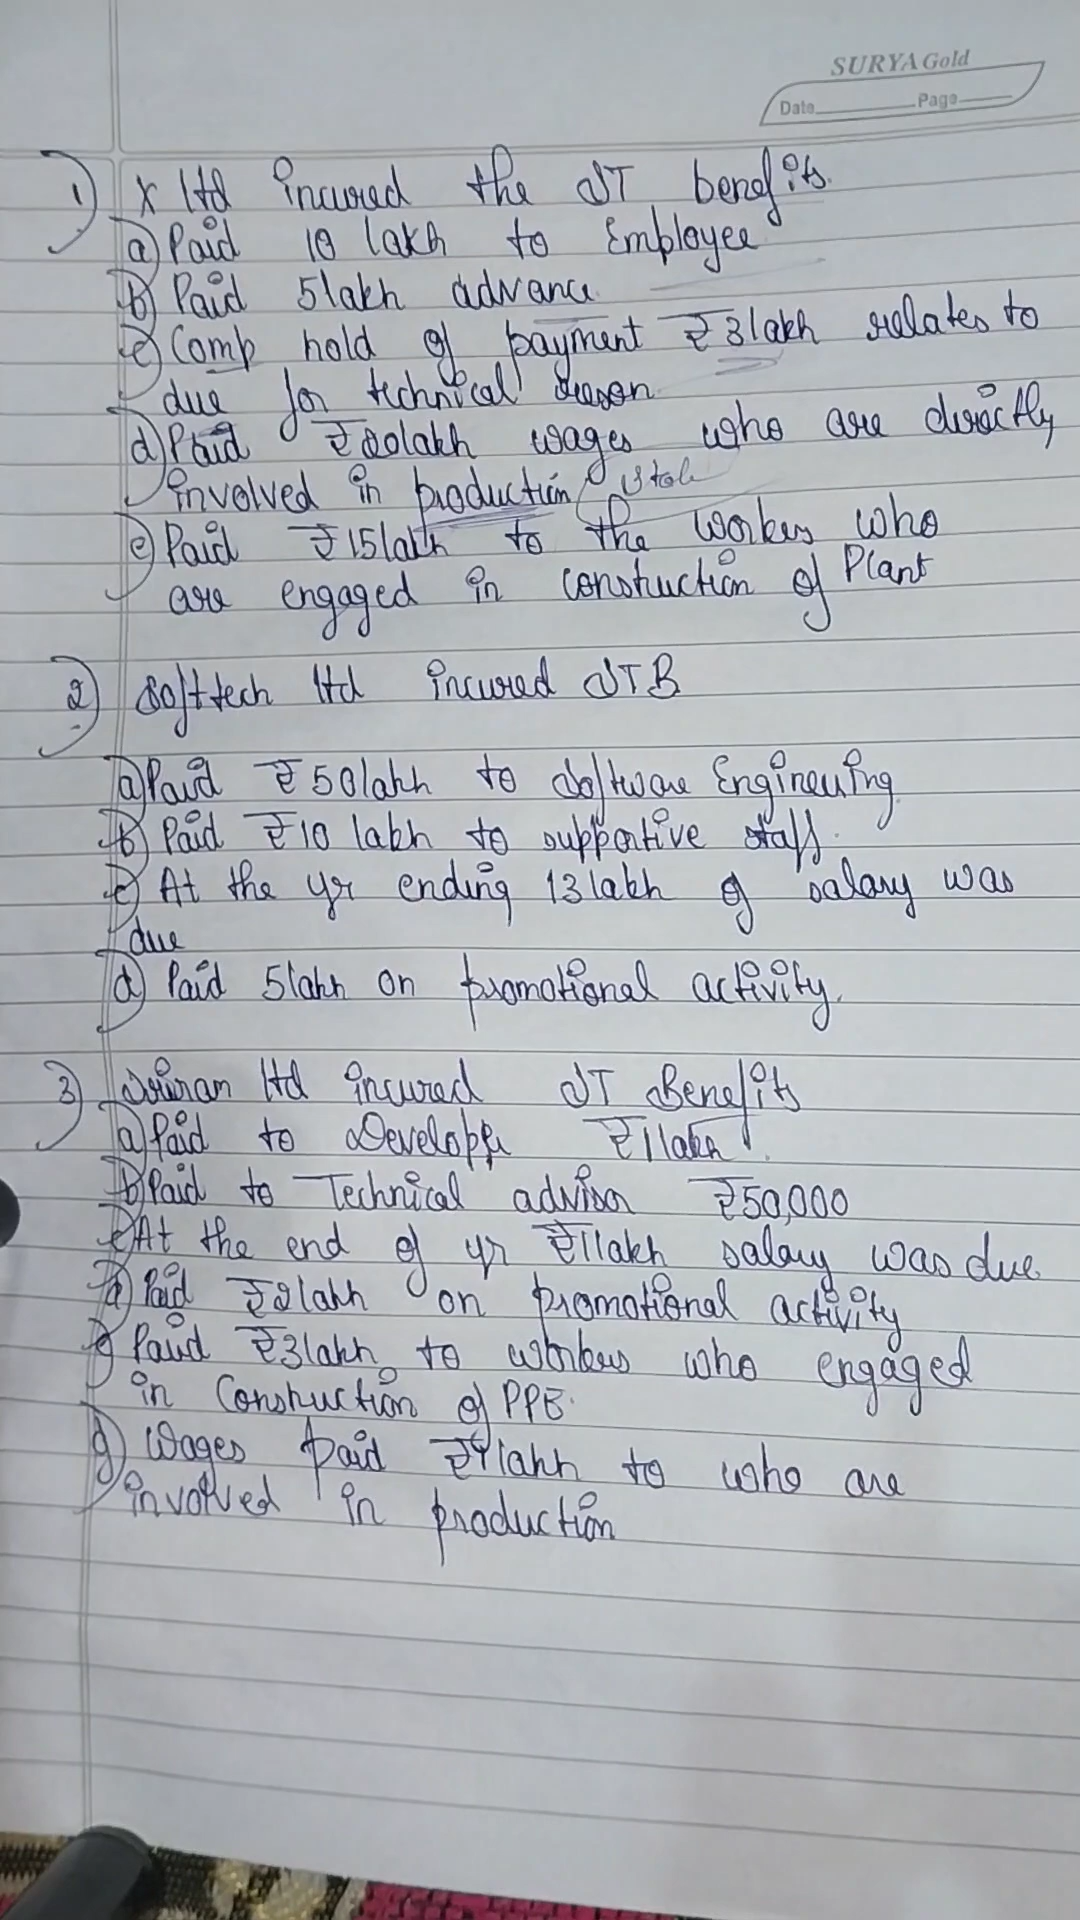 SURYA Gold
Date Page
1) X ltd incured the ST benefits.
a) Paid 10 lakh to Employee
b) Paid 5lakh advance
c) Comp hold of payment ₹ 3lakh relates to
due for technical reason
d) Paid ₹20lakh wages who are directly
involved in production
e) Paid ₹15lakh to the workers who
are engaged in construction of Plant
2) Softtech ltd incured STB
a) Paid ₹50lakh to Software Engineering
b) Paid ₹10 lakh to supportive staff.
c) At the yr ending 13lakh of salary was
due
d) Paid 5lakh on promotional activity.
3) ltd incured ST Benefits
a) Paid to Developer ₹1lakh.
b) Paid to Technical advisor ₹50,000
c) At the end of yr ₹11lakh salary was due
d) Paid ₹2lakh on promotional activity
Paid ₹3lakh to workers who engaged
in Construction of PPE.
g) Wages paid ₹4lakh to who are
involved in production